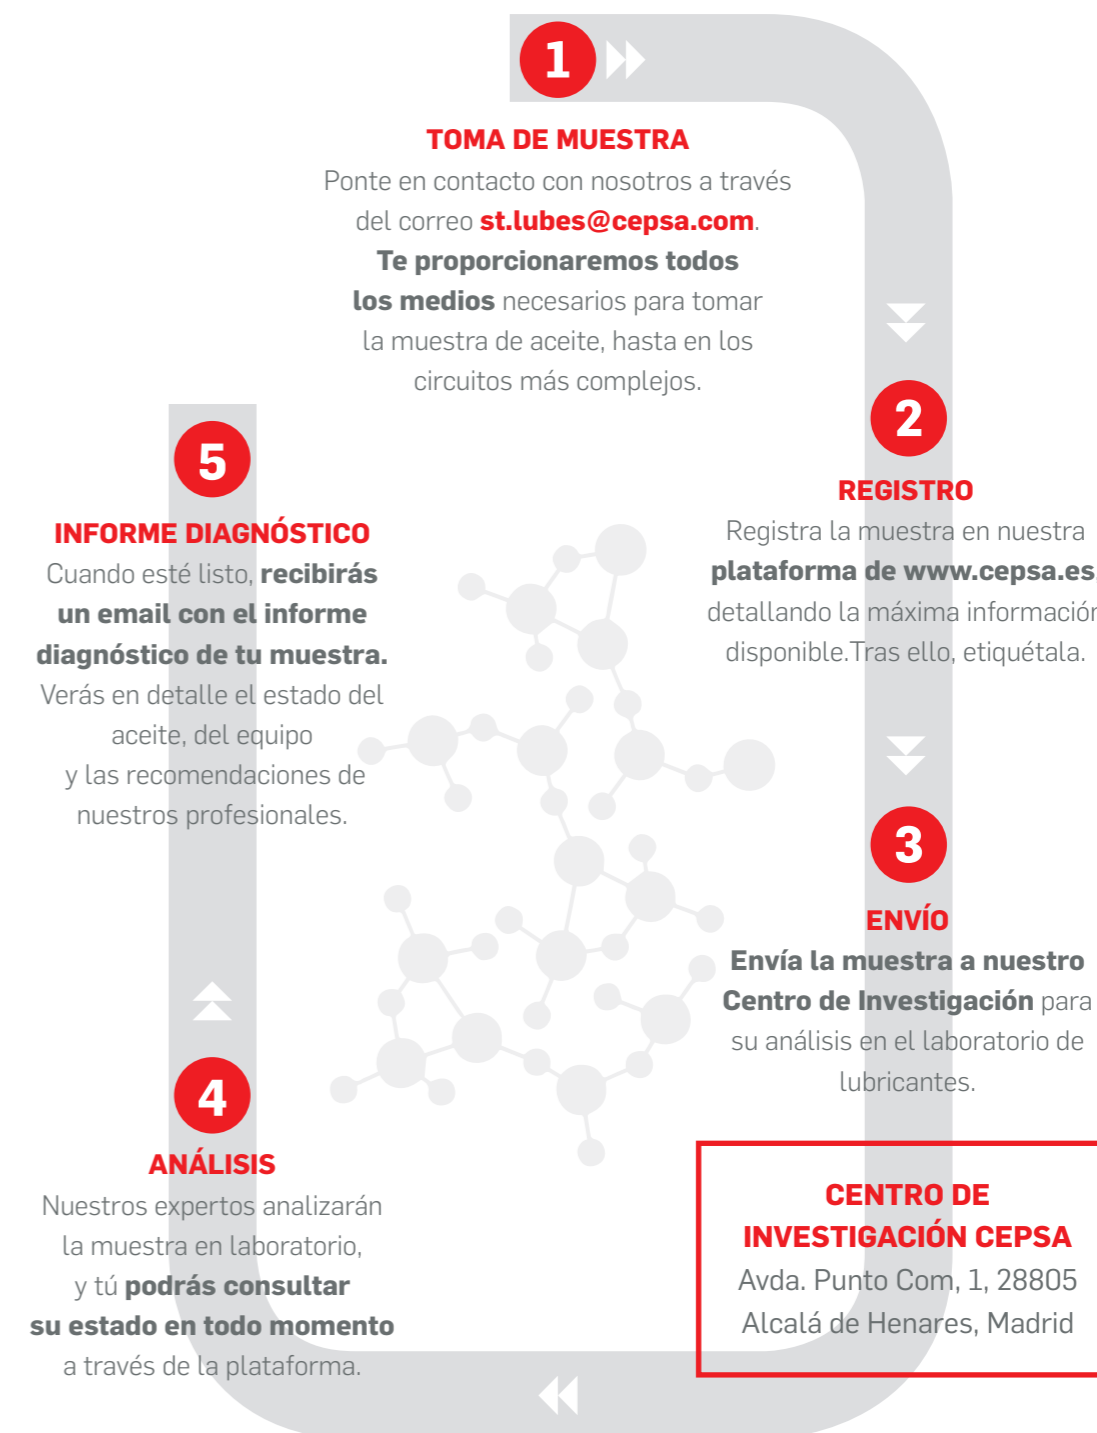 1
TOMA DE MUESTRA
Ponte en contacto con nosotros a través
del correo st.lubes@cepsa.com.
Te proporcionaremos todos
los medios necesarios para tomar
la muestra de aceite, hasta en los
circuitos más complejos.
2
REGISTRO
Registra la muestra en nuestra
plataforma de www.cepsa.es,
detallando la máxima información
disponible.Tras ello, etiquétala.
3
ENVÍO
Envía la muestra a nuestro
Centro de Investigación para
su análisis en el laboratorio de
lubricantes.
CENTRO DE
INVESTIGACIÓN CEPSA
Avda. Punto Com, 1, 28805
Alcalá de Henares, Madrid
4
ANÁLISIS
Nuestros expertos analizarán
la muestra en laboratorio,
y tú podrás consultar
su estado en todo momento
a través de la plataforma.
5
INFORME DIAGNÓSTICO
Cuando esté listo, recibirás
un email con el informe
diagnóstico de tu muestra.
Verás en detalle el estado del
aceite, del equipo
y las recomendaciones de
nuestros profesionales.